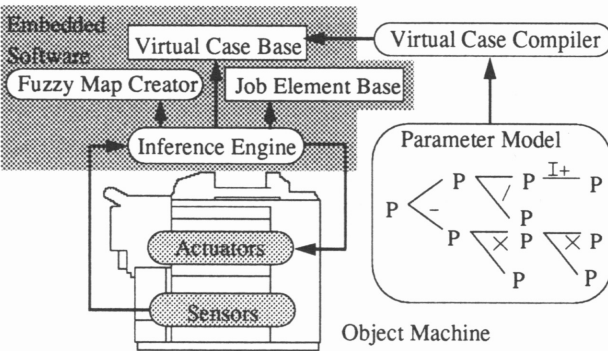 Embedded
Software
Virtual Case Base
Virtual Case Compiler
Fuzzy Map Creator
Job Element Base
Inference Engine
Parameter Model
I+
P P P
P - / P
P × P × P
P P
Actuators
Sensors
Object Machine